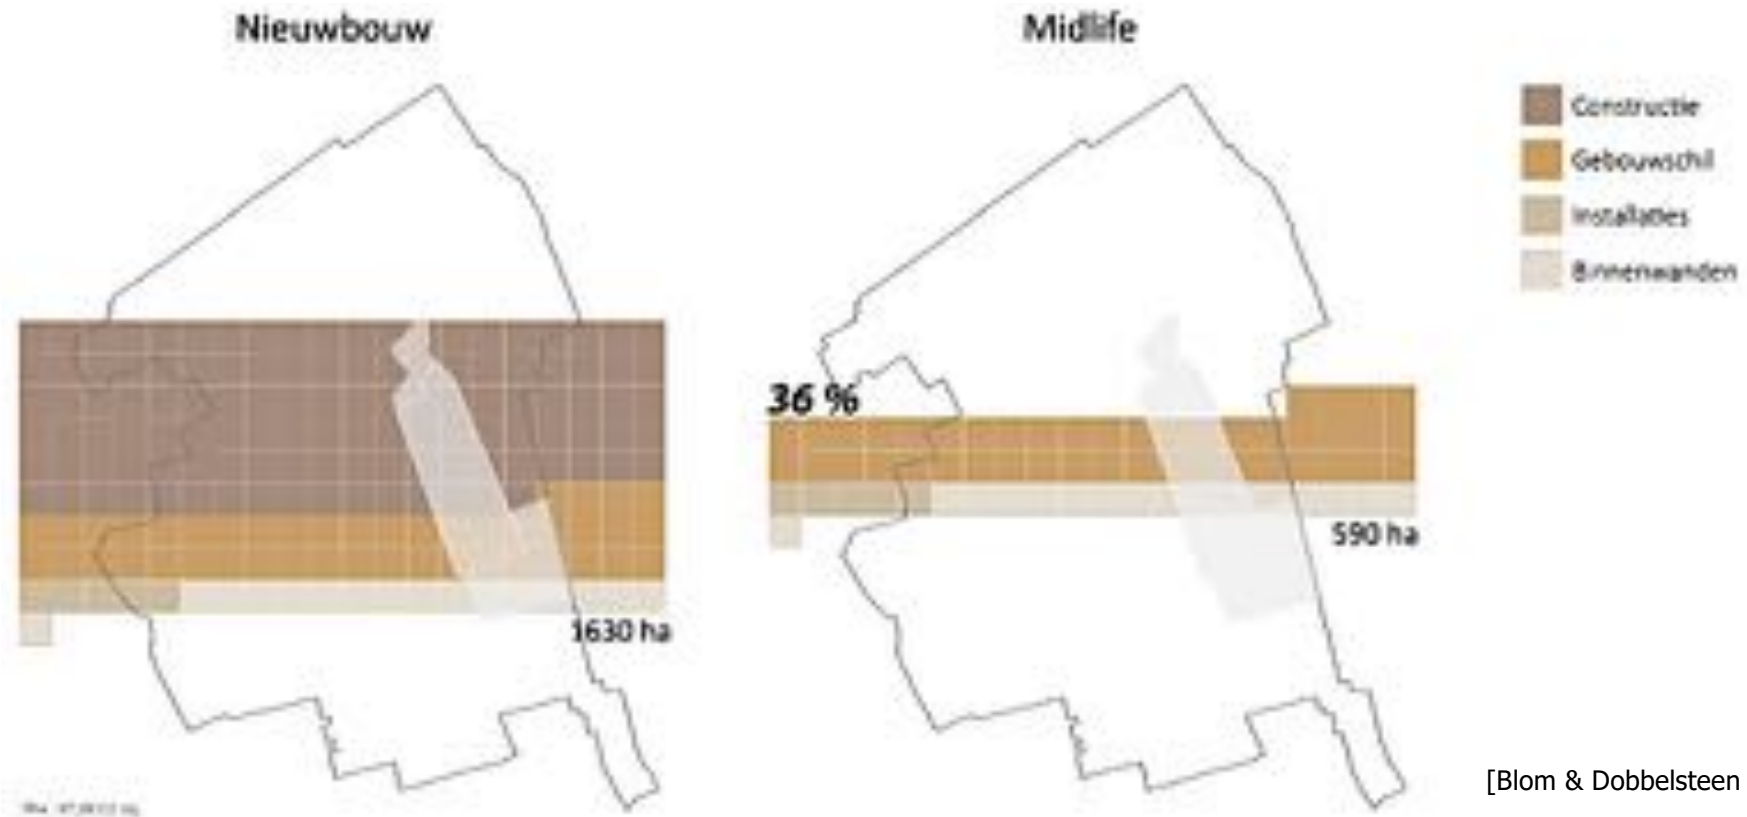 Nieuwbouw
Midlife
Constructie
Gebouwschil
Installaties
Binnenwanden
36 %
590 ha
1630 ha
[Blom & Dobbelsteen